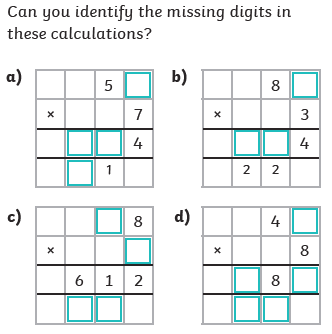 Can you identify the missing digits in
these calculations?
a)
5
× 7
4
1
b)
8
× 3
4
2 2
c)
8
×
6 1 2
d)
4
× 8
8